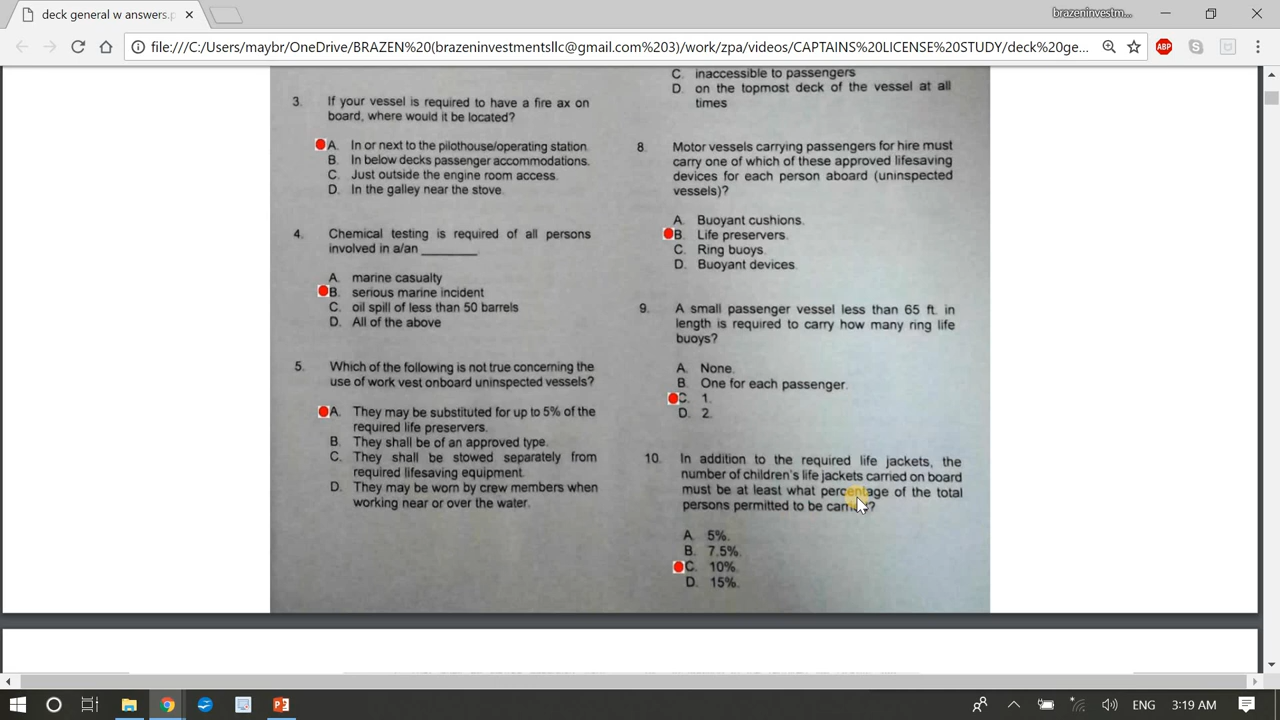 deck general w answers.p
brazeninvestm...
file:///C:/Users/maybr/OneDrive/BRAZEN%20(brazeninvestmentsllc@gmail.com%203)/work/zpa/videos/CAPTAINS%20LICENSE%20STUDY/deck%20ge...
ABP
3. If your vessel is required to have a fire ax on
board, where would it be located?
A. In or next to the pilothouse/operating station.
B. In below decks passenger accommodations.
C. Just outside the engine room access.
D. In the galley near the stove.
4. Chemical testing is required of all persons
involved in a/an ________
A. marine casualty
B. serious marine incident
C. oil spill of less than 50 barrels
D. All of the above
5. Which of the following is not true concerning the
use of work vest onboard uninspected vessels?
A. They may be substituted for up to 5% of the
required life preservers.
B. They shall be of an approved type.
C. They shall be stowed separately from
required lifesaving equipment.
D. They may be worn by crew members when
working near or over the water.
C. inaccessible to passengers
D. on the topmost deck of the vessel at all
times
8. Motor vessels carrying passengers for hire must
carry one of which of these approved lifesaving
devices for each person aboard (uninspected
vessels)?
A. Buoyant cushions.
B. Life preservers.
C. Ring buoys.
D. Buoyant devices.
9. A small passenger vessel less than 65 ft. in
length is required to carry how many ring life
buoys?
A. None.
B. One for each passenger.
C. 1.
D. 2.
10. In addition to the required life jackets, the
number of children's life jackets carried on board
must be at least what percentage of the total
persons permitted to be carried?
A. 5%.
B. 7.5%.
C. 10%.
D. 15%.
ENG
3:19 AM